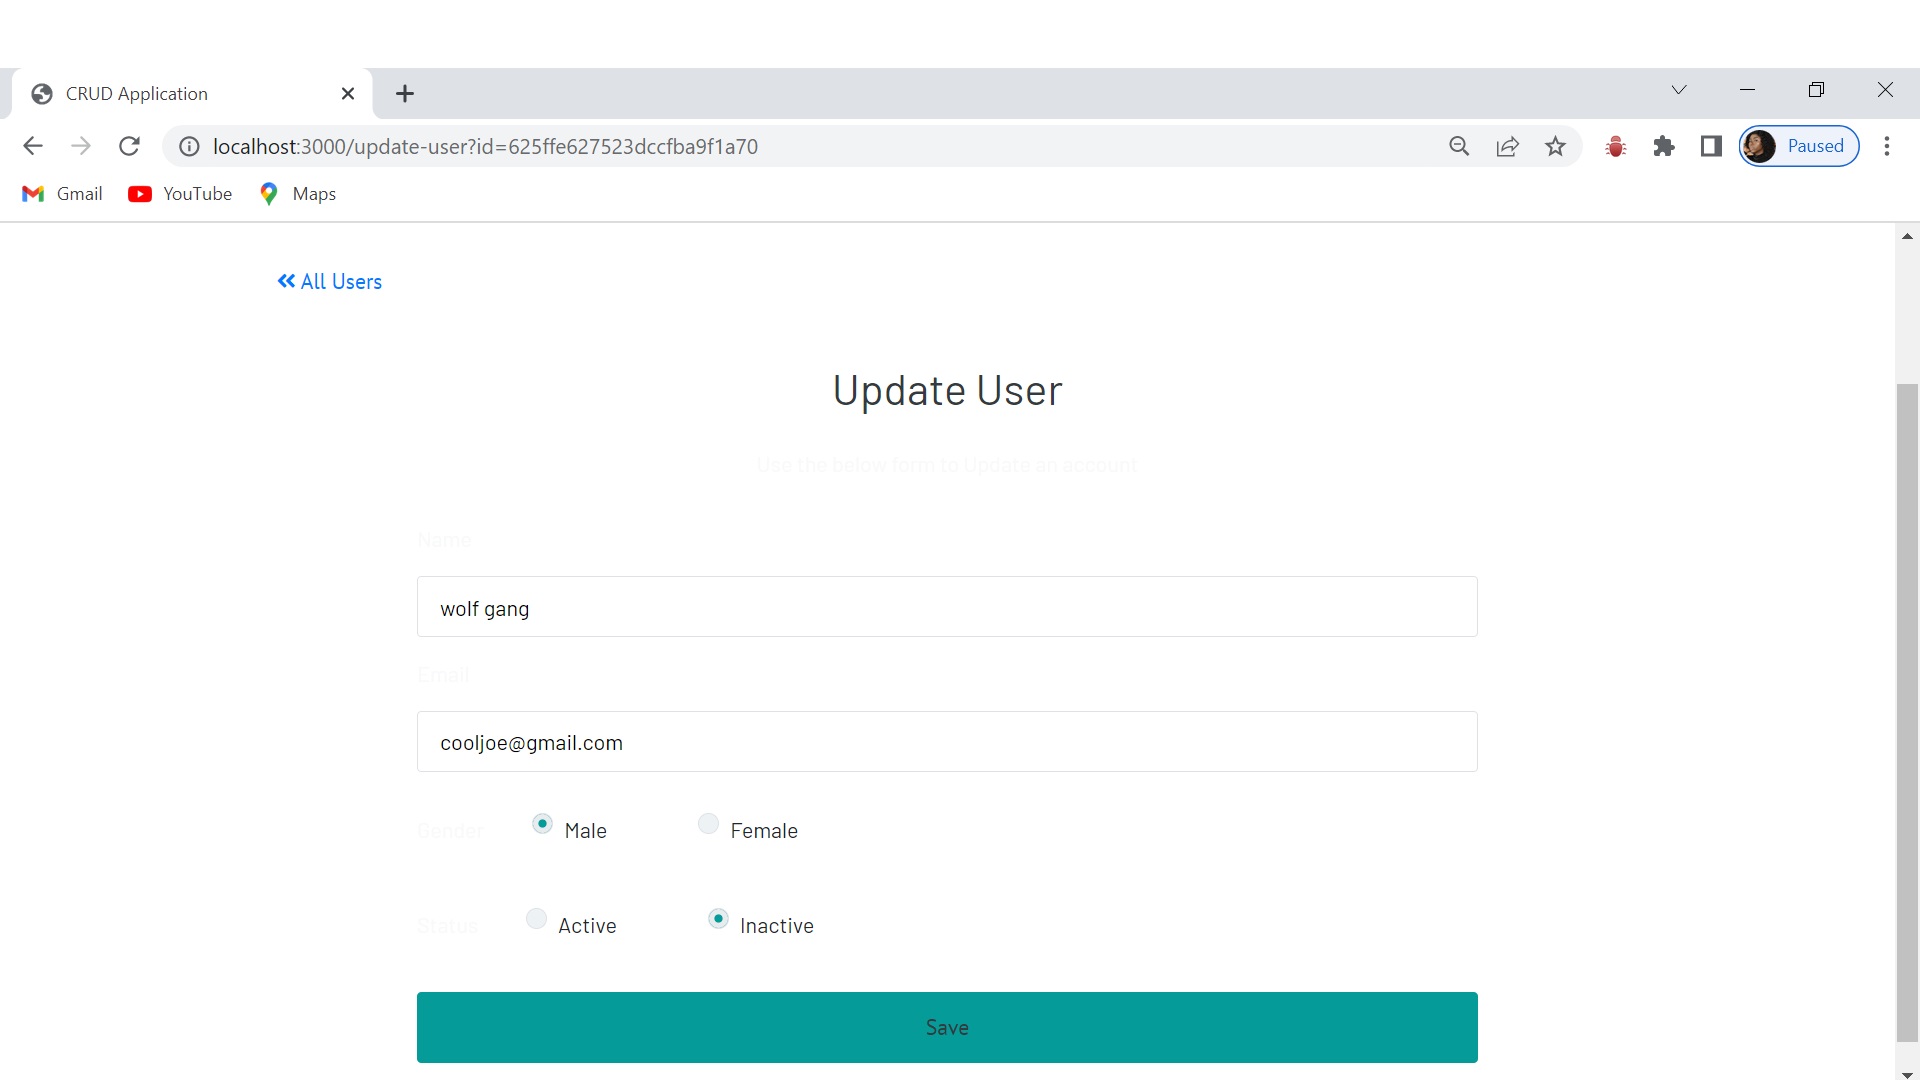 CRUD Application
localhost:3000/update-user?id=625ffe627523dccfba9f1a70
Paused
Gmail YouTube Maps
All Users
Update User
Use the below form to Update an account
Name
wolf gang
Email
cooljoe@gmail.com
Gender Male Female
Status Active Inactive
Save